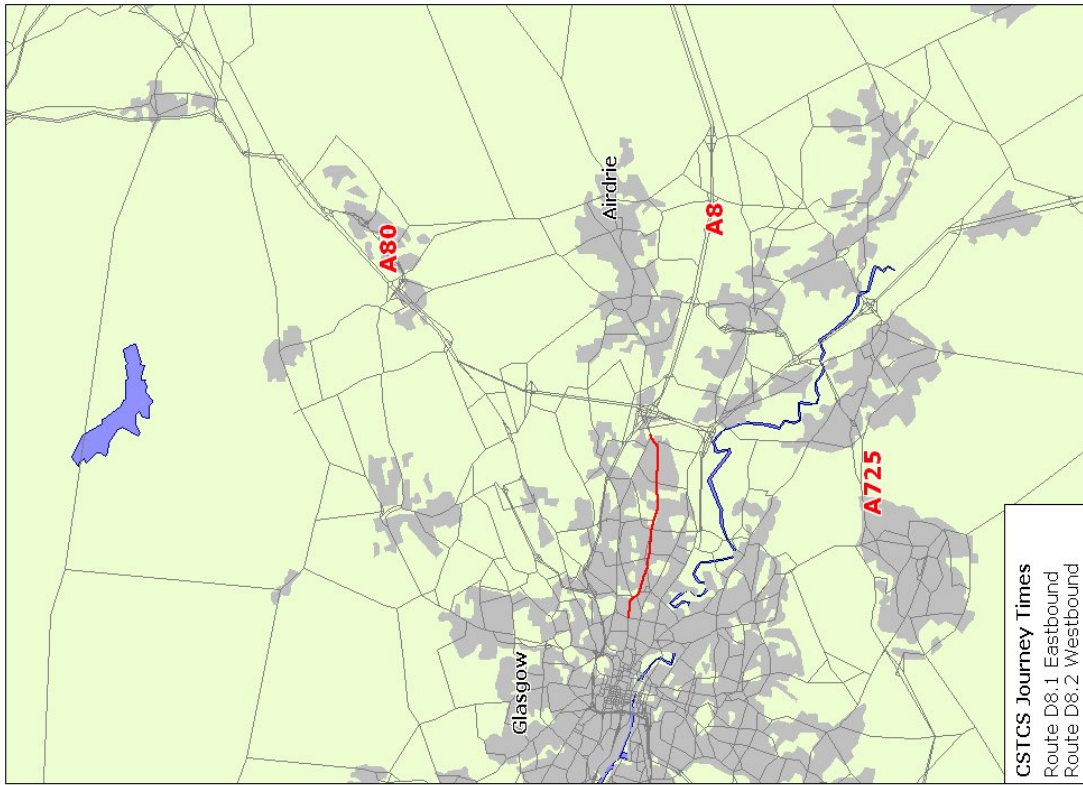 Airdrie
A80
A8
Glasgow
A725
CSTCS Journey Times
Route D8.1 Eastbound
Route D8.2 Westbound